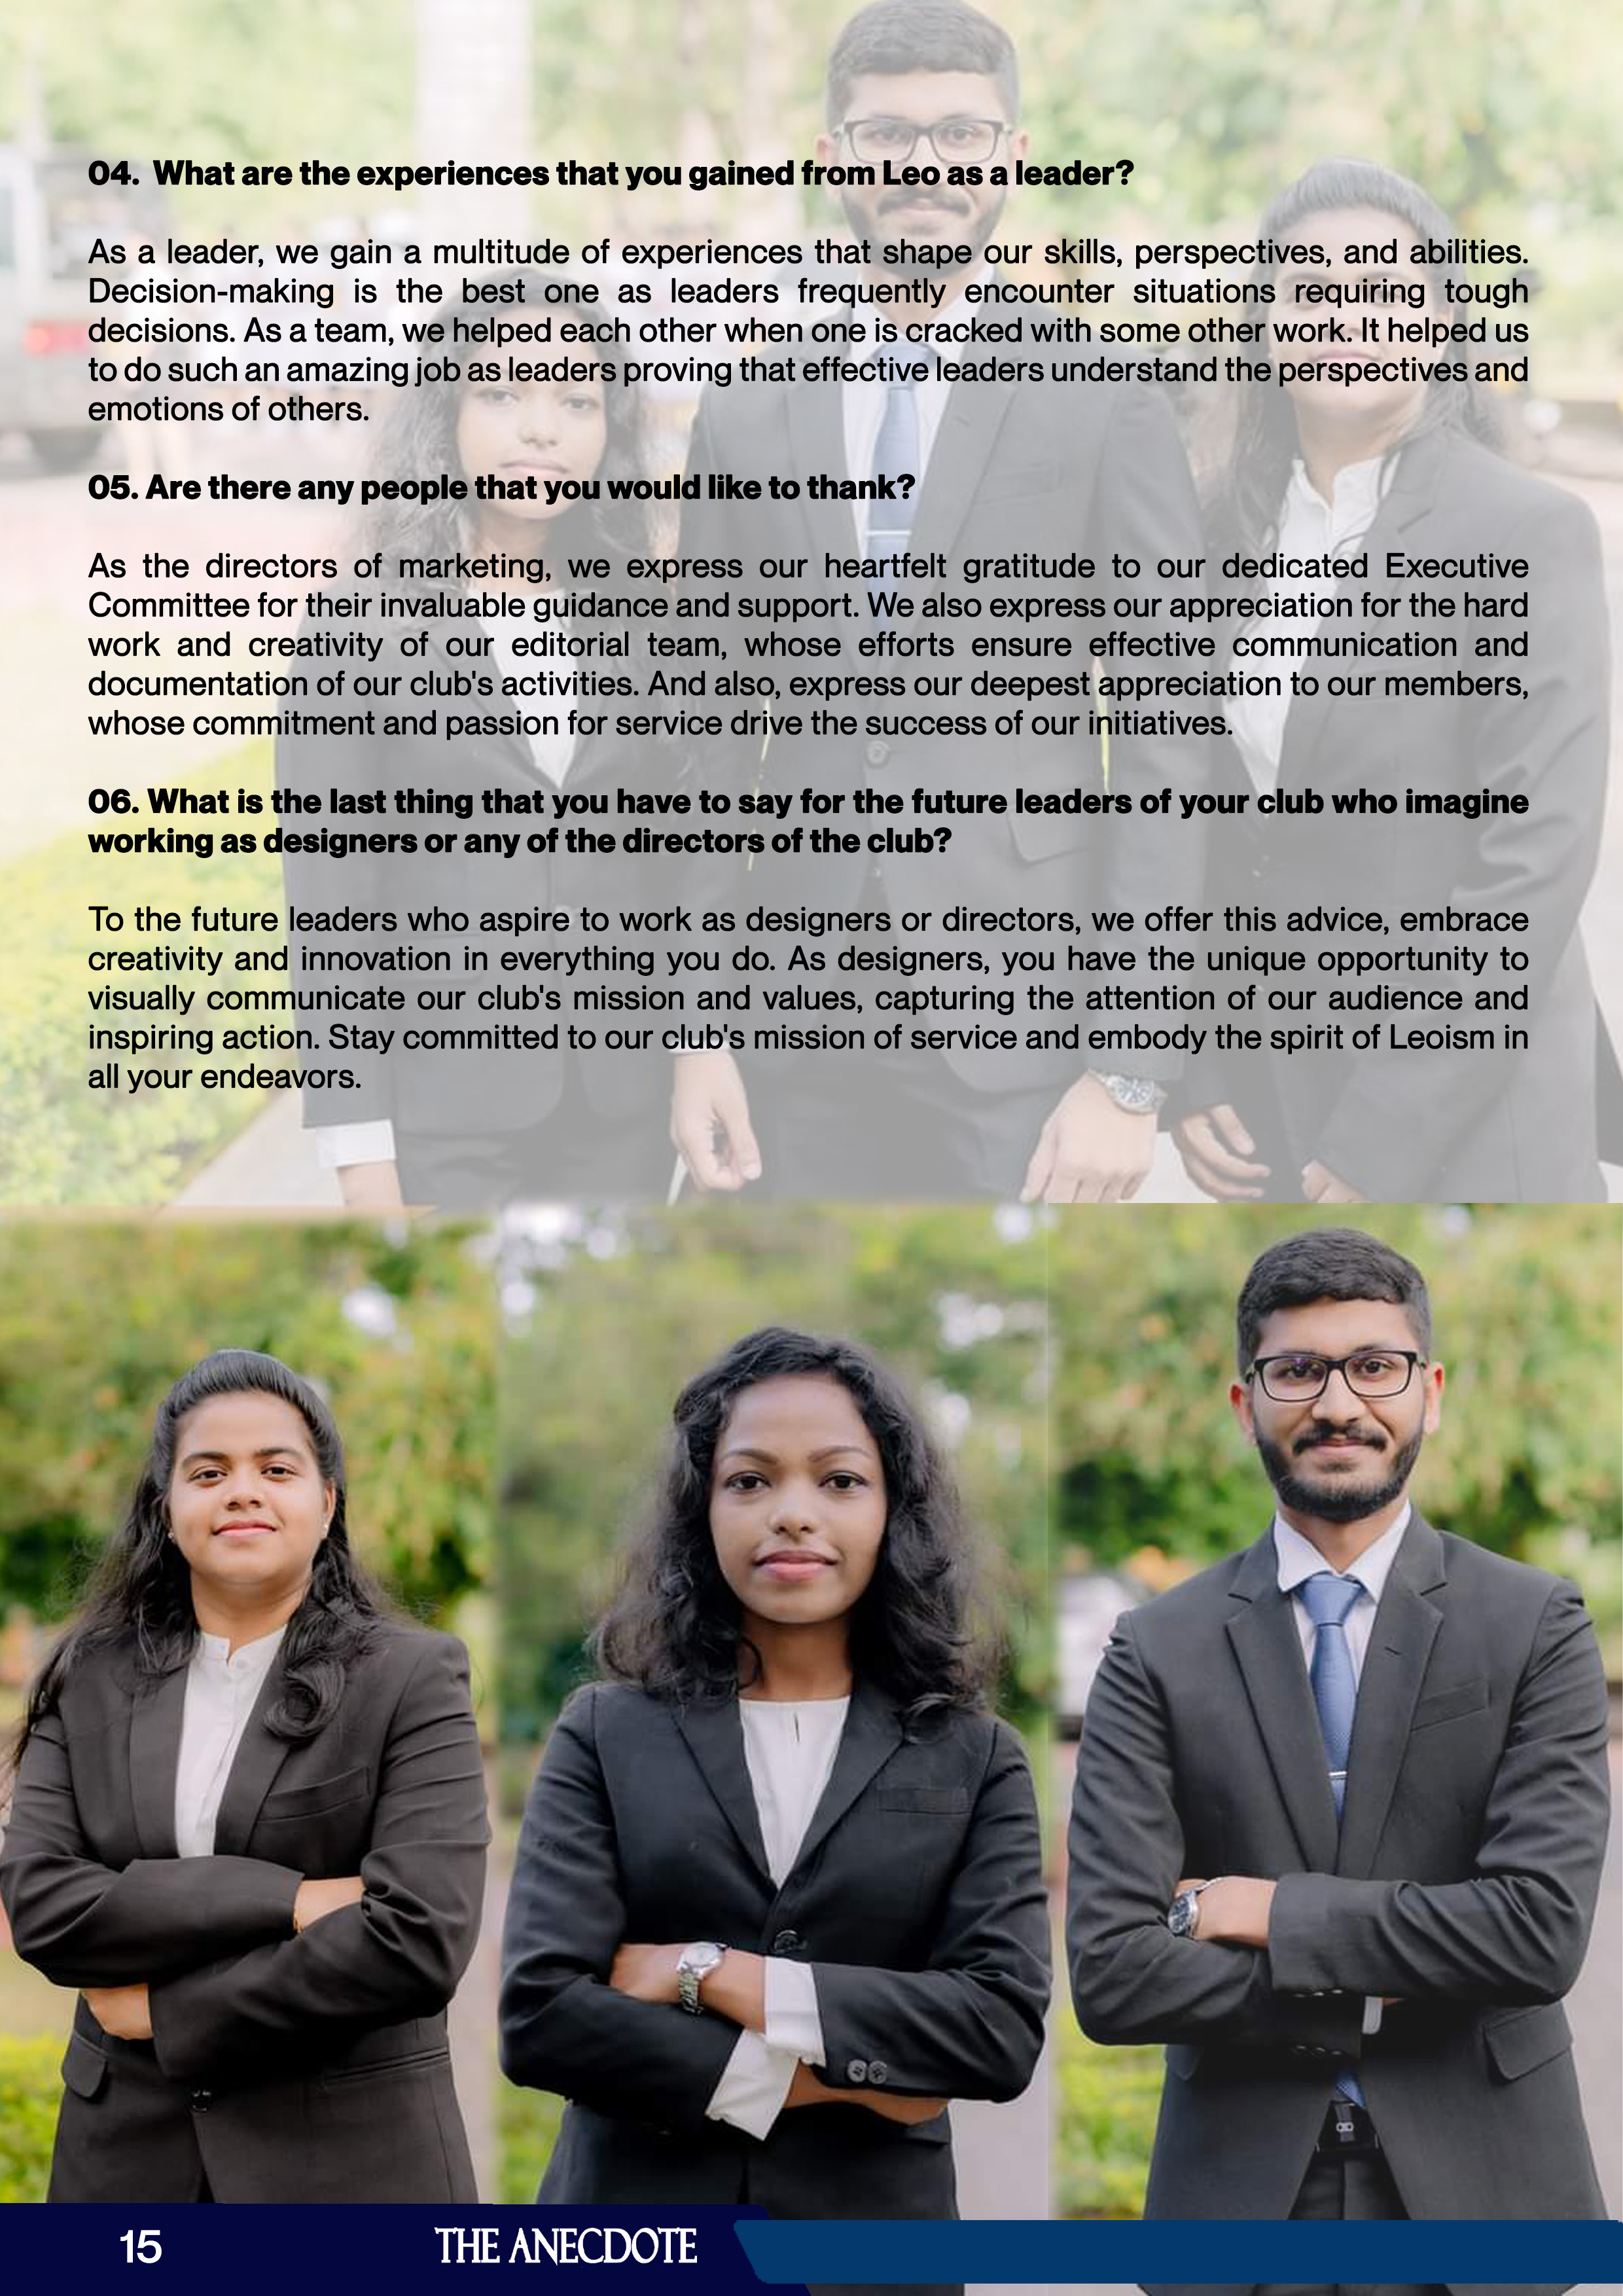 04.  What are the experiences that you gained from Leo as a leader?
As a leader, we gain a multitude of experiences that shape our skills, perspectives, and abilities.
Decision-making is the best one as leaders frequently encounter situations requiring tough
decisions. As a team, we helped each other when one is cracked with some other work. It helped us
to do such an amazing job as leaders proving that effective leaders understand the perspectives and
emotions of others.
05. Are there any people that you would like to thank?
As the directors of marketing, we express our heartfelt gratitude to our dedicated Executive
Committee for their invaluable guidance and support. We also express our appreciation for the hard
work and creativity of our editorial team, whose efforts ensure effective communication and
documentation of our club's activities. And also, express our deepest appreciation to our members,
whose commitment and passion for service drive the success of our initiatives.
06. What is the last thing that you have to say for the future leaders of your club who imagine
working as designers or any of the directors of the club?
To the future leaders who aspire to work as designers or directors, we offer this advice, embrace
creativity and innovation in everything you do. As designers, you have the unique opportunity to
visually communicate our club's mission and values, capturing the attention of our audience and
inspiring action. Stay committed to our club's mission of service and embody the spirit of Leoism in
all your endeavors.
15
THE ANECDOTE